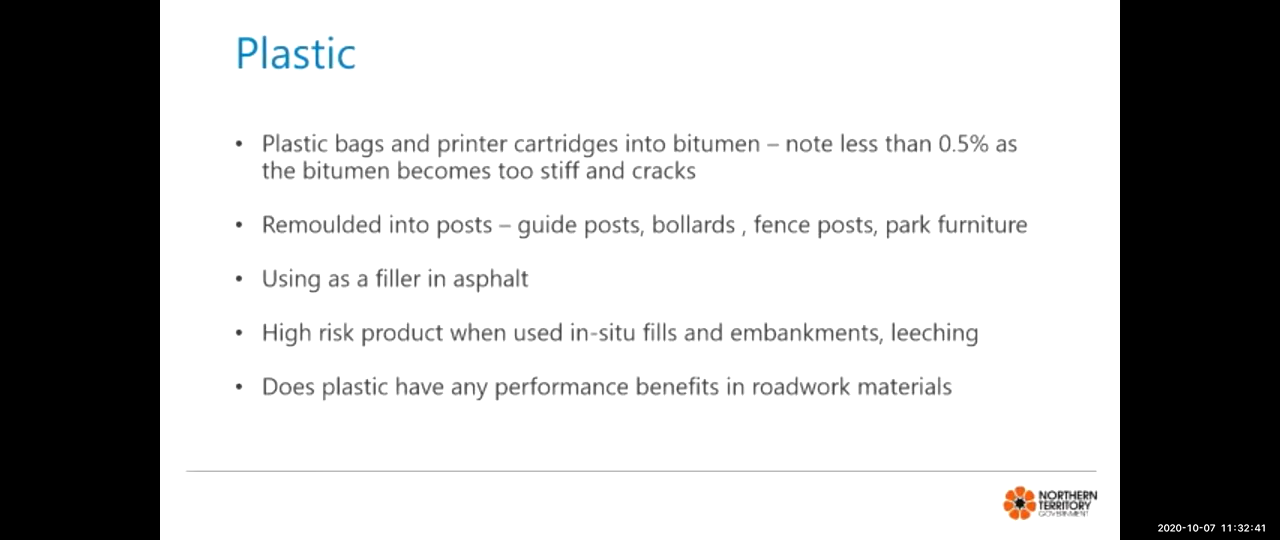 Plastic
• Plastic bags and printer cartridges into bitumen – note less than 0.5% as
the bitumen becomes too stiff and cracks
• Remoulded into posts – guide posts, bollards , fence posts, park furniture
• Using as a filler in asphalt
• High risk product when used in-situ fills and embankments, leeching
• Does plastic have any performance benefits in roadwork materials
NORTHERN
TERRITORY
GOVERNMENT
2020-10-07 11:32:41